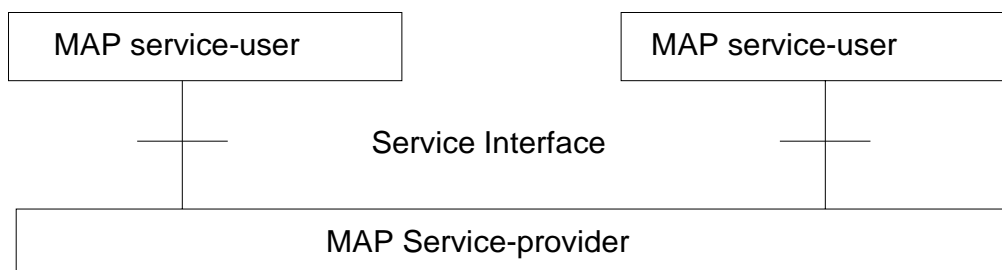 MAP service-user
MAP service-user
Service Interface
MAP Service-provider